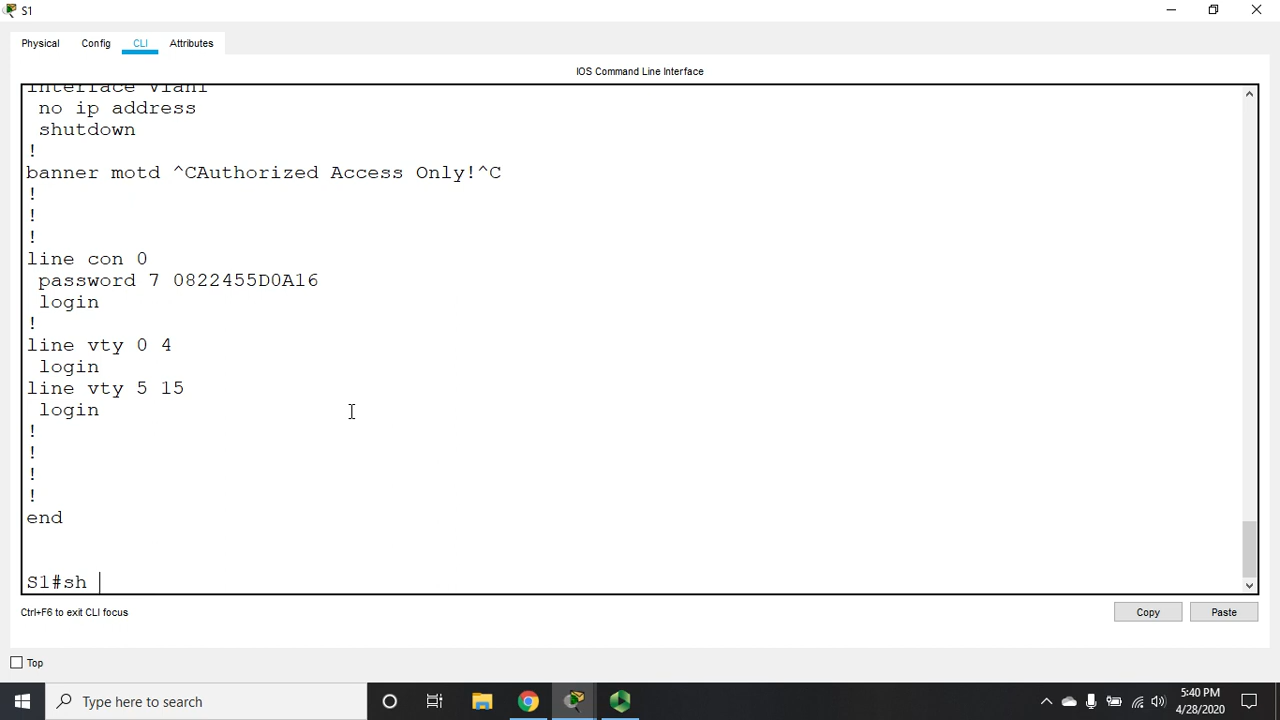 S1
Physical Config CLI Attributes
IOS Command Line Interface
interface Vlan1
 no ip address
 shutdown
!
banner motd ^CAuthorized Access Only!^C
!
!
!
line con 0
 password 7 0822455D0A16
 login
!
line vty 0 4
 login
line vty 5 15
 login
!
!
!
!
end
S1#sh
Ctrl+F6 to exit CLI focus
Copy Paste
Top
Type here to search
5:40 PM
4/28/2020